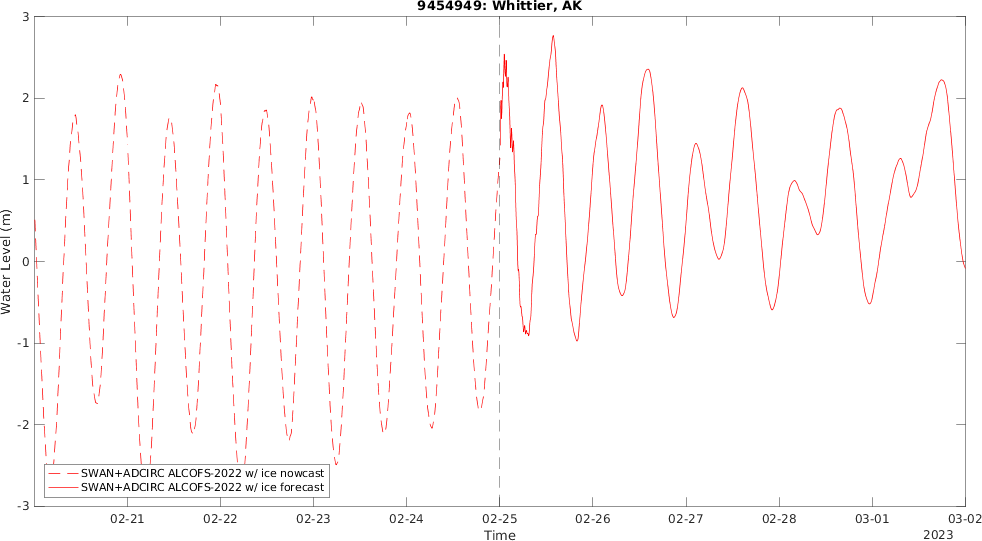 9454949: Whittier, AK
3
2
1
0
-1
-2
-3
Water Level (m)
SWAN+ADCIRC ALCOFS-2022 w/ ice nowcast
SWAN+ADCIRC ALCOFS-2022 w/ ice forecast
02-21 02-22 02-23 02-24 02-25 02-26 02-27 02-28 03-01 03-02
Time
2023